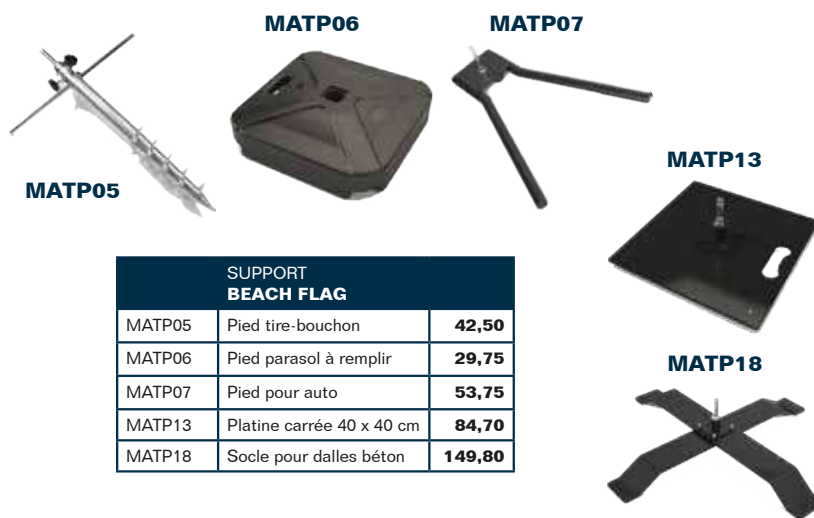 MATP06
MATP07
MATP05
MATP13
SUPPORT
BEACH FLAG
MATP05 Pied tire-bouchon 42,50
MATP06 Pied parasol à remplir 29,75
MATP07 Pied pour auto 53,75
MATP13 Platine carrée 40 x 40 cm 84,70
MATP18 Socle pour dalles béton 149,80
MATP18